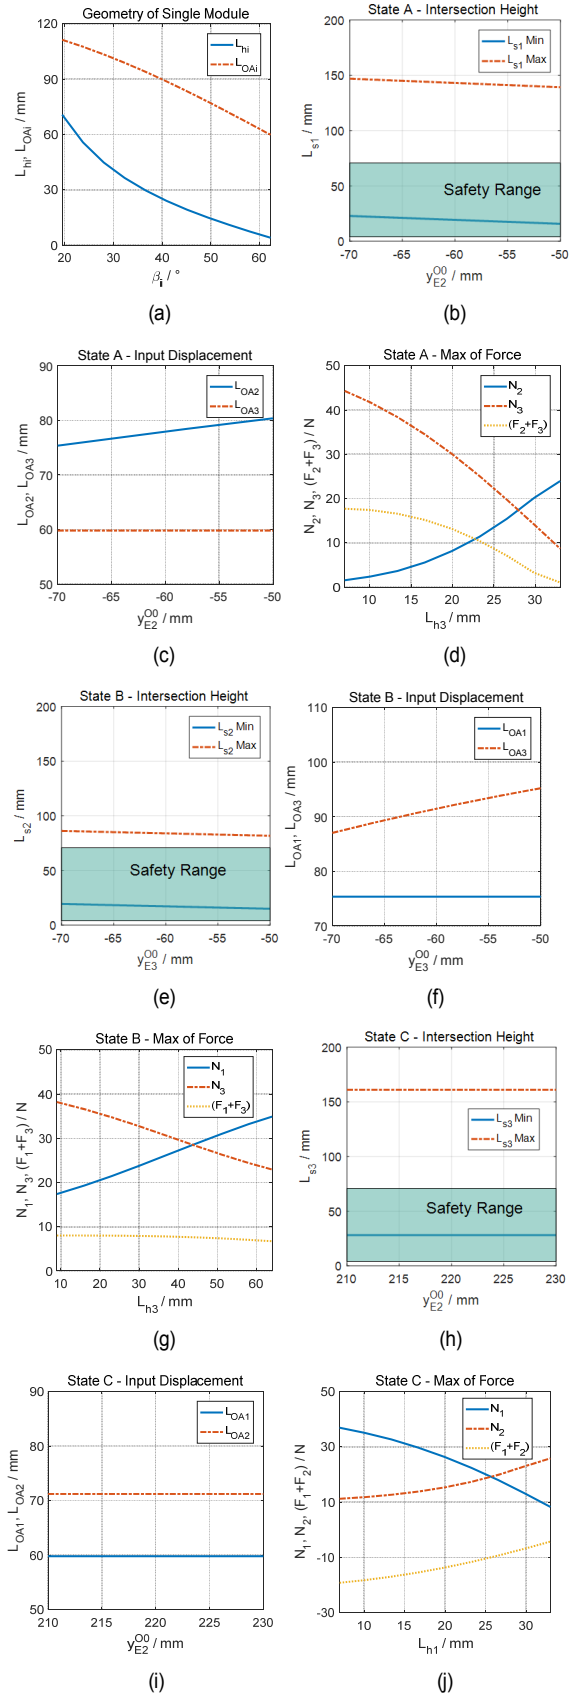 Geometry of Single Module
120
90
60
30
0
L_hi, L_OAi / mm
L_hi
L_OAi
20 30 40 50 60
β_i / °
(a)
State A - Intersection Height
200
150
100
50
0
L_s1 / mm
L_s1 Min
L_s1 Max
Safety Range
-70 -65 -60 -55 -50
y_E2^O0 / mm
(b)
State A - Input Displacement
90
80
70
60
50
L_OA2, L_OA3 / mm
L_OA2
L_OA3
-70 -65 -60 -55 -50
y_E2^O0 / mm
(c)
State A - Max of Force
50
40
30
20
10
0
N_2, N_3, (F_2+F_3) / N
N_2
N_3
(F_2+F_3)
10 20 30
L_h3 / mm
(d)
State B - Intersection Height
200
150
100
50
0
L_s2 / mm
L_s2 Min
L_s2 Max
Safety Range
-70 -65 -60 -55 -50
y_E3^O0 / mm
(e)
State B - Input Displacement
110
100
90
80
70
L_OA1, L_OA3 / mm
L_OA1
L_OA3
-70 -65 -60 -55 -50
y_E3^O0 / mm
(f)
State B - Max of Force
50
40
30
20
10
0
N_1, N_3, (F_1+F_3) / N
N_1
N_3
(F_1+F_3)
10 20 30 40 50 60
L_h3 / mm
(g)
State C - Intersection Height
200
150
100
50
0
L_s3 / mm
L_s3 Min
L_s3 Max
Safety Range
210 215 220 225 230
y_E2^O0 / mm
(h)
State C - Input Displacement
90
80
70
60
50
L_OA1, L_OA2 / mm
L_OA1
L_OA2
210 215 220 225 230
y_E2^O0 / mm
(i)
State C - Max of Force
50
30
10
-10
-30
N_1, N_2, (F_1+F_2) / N
N_1
N_2
(F_1+F_2)
10 15 20 25 30
L_h1 / mm
(j)